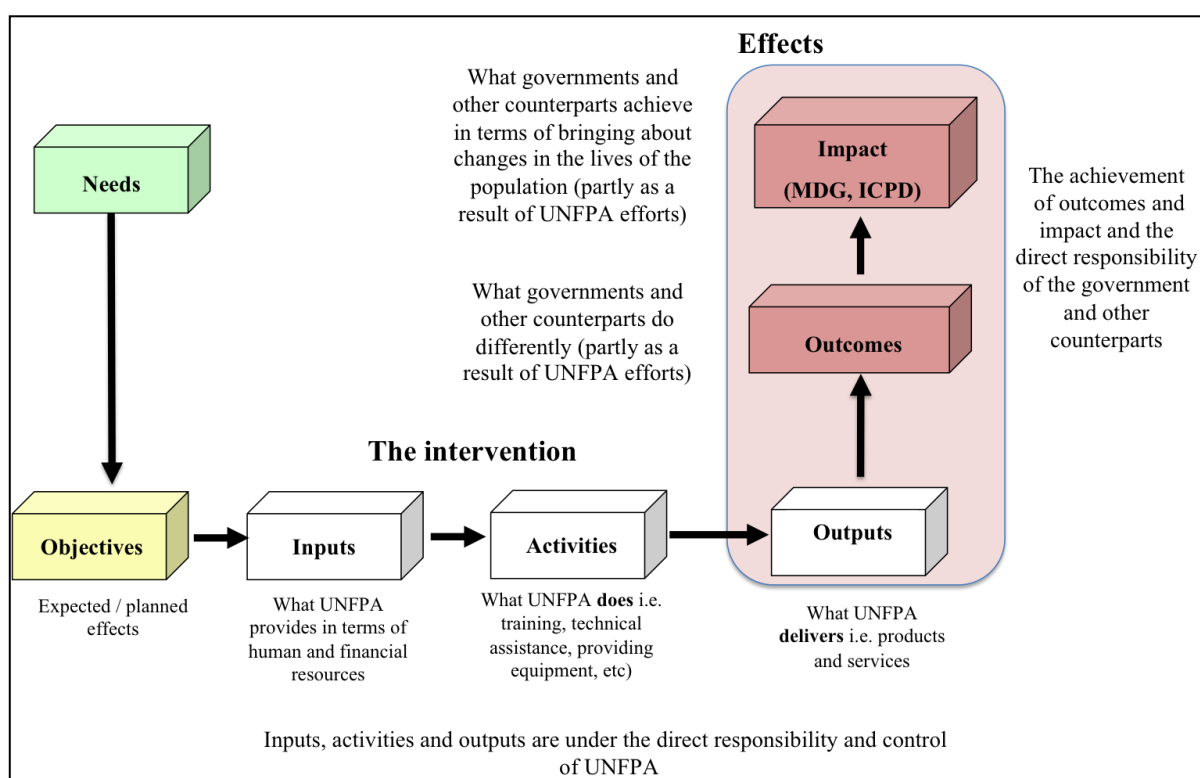 Effects
What governments and
other counterparts achieve
in terms of bringing about
changes in the lives of the
population (partly as a
result of UNFPA efforts)
Needs
Impact
(MDG, ICPD)
The achievement
of outcomes and
impact and the
direct responsibility
of the government
and other
counterparts
What governments and
other counterparts do
differently (partly as a
result of UNFPA efforts)
Outcomes
The intervention
Objectives
Inputs
Activities
Outputs
Expected / planned
effects
What UNFPA
provides in terms of
human and financial
resources
What UNFPA does i.e.
training, technical
assistance, providing
equipment, etc)
What UNFPA
delivers i.e. products
and services
Inputs, activities and outputs are under the direct responsibility and control
of UNFPA